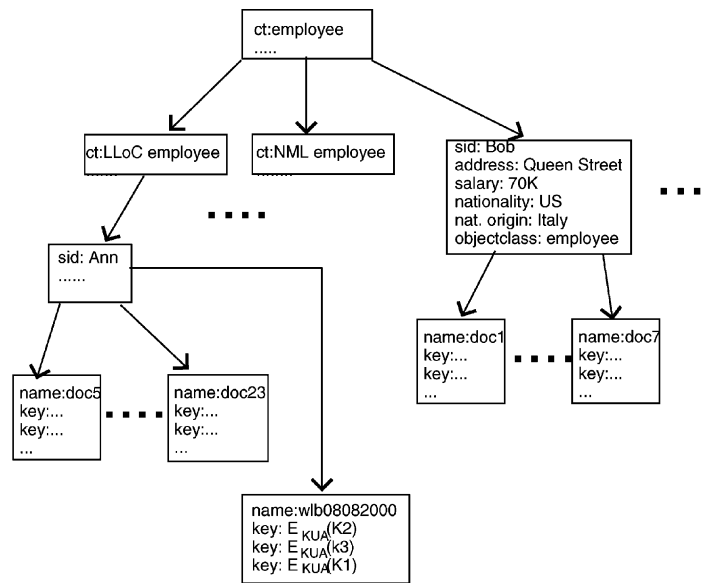 ct:employee
.....
ct:LLoC employee
........
ct:NML employee
.........
sid: Bob
address: Queen Street
salary: 70K
nationality: US
nat. origin: Italy
objectclass: employee
sid: Ann
......
name:doc1
key:...
key:...
...
name:doc7
key:...
key:...
...
name:doc5
key:...
key:...
...
name:doc23
key:...
key:...
...
name:wlb08082000
key: E KUA(K2)
key: E KUA(k3)
key: E KUA(K1)